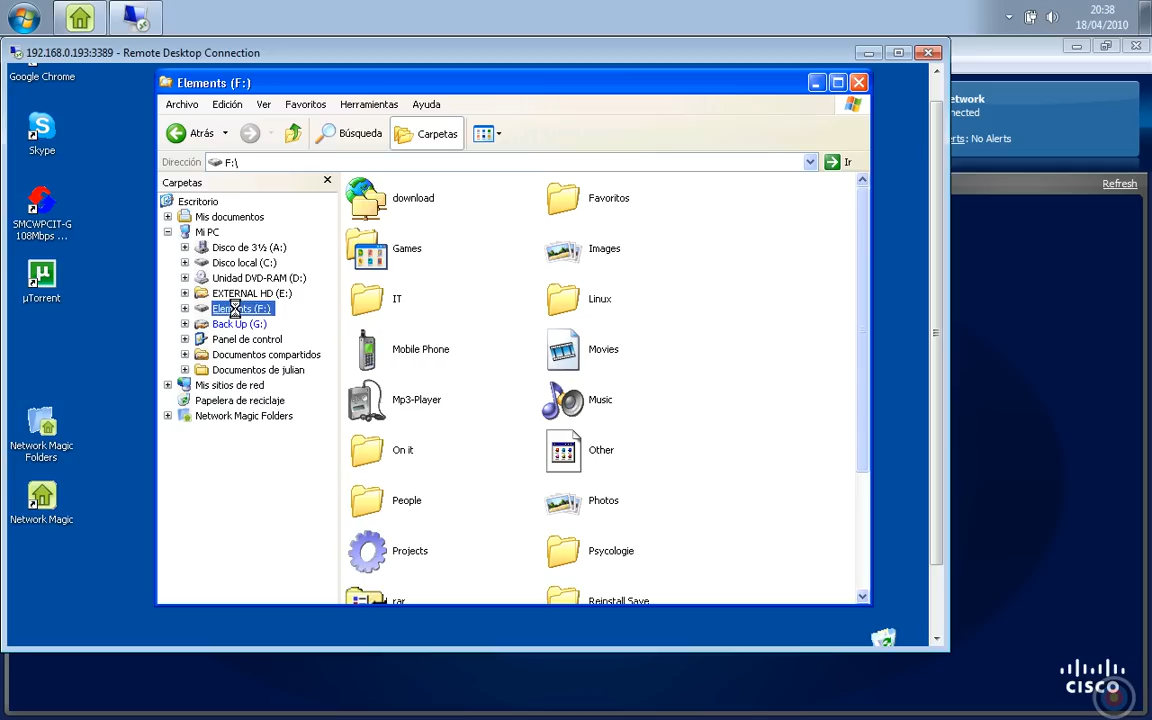 20:38
18/04/2010
192.168.0.193:3389 - Remote Desktop Connection
Google Chrome
Skype
SMCWPCIT-G
108Mbps ...
µTorrent
Network Magic
Folders
Network Magic
Elements (F:)
Archivo Edición Ver Favoritos Herramientas Ayuda
Atrás Búsqueda Carpetas
Dirección F:\ Ir
Carpetas
Escritorio
Mis documentos
Mi PC
Disco de 3½ (A:)
Disco local (C:)
Unidad DVD-RAM (D:)
EXTERNAL HD (E:)
Elements (F:)
Back Up (G:)
Panel de control
Documentos compartidos
Documentos de julian
Mis sitios de red
Papelera de reciclaje
Network Magic Folders
download Favoritos
Games Images
IT Linux
Mobile Phone Movies
Mp3-Player Music
On it Other
People Photos
Projects Psycologie
rar Reinstall Save
No Alerts
Refresh
CISCO